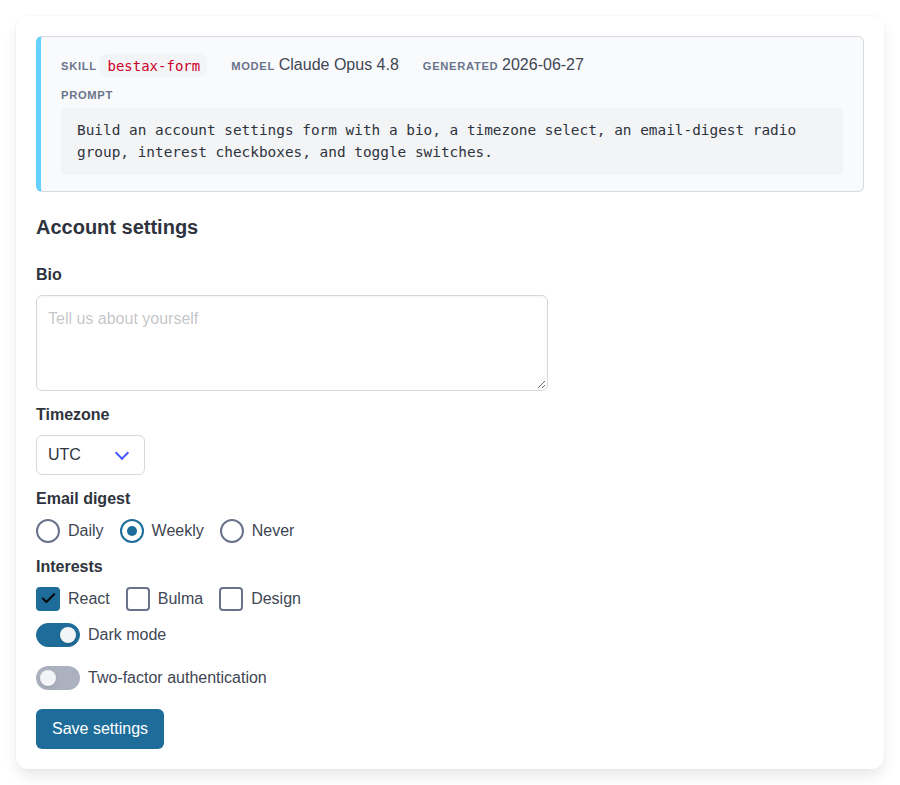 SKILL bestax-form MODEL Claude Opus 4.8 GENERATED 2026-06-27
PROMPT
Build an account settings form with a bio, a timezone select, an email-digest radio
group, interest checkboxes, and toggle switches.
Account settings
Bio
Tell us about yourself
Timezone
UTC
Email digest
Daily Weekly Never
Interests
React Bulma Design
Dark mode
Two-factor authentication
Save settings